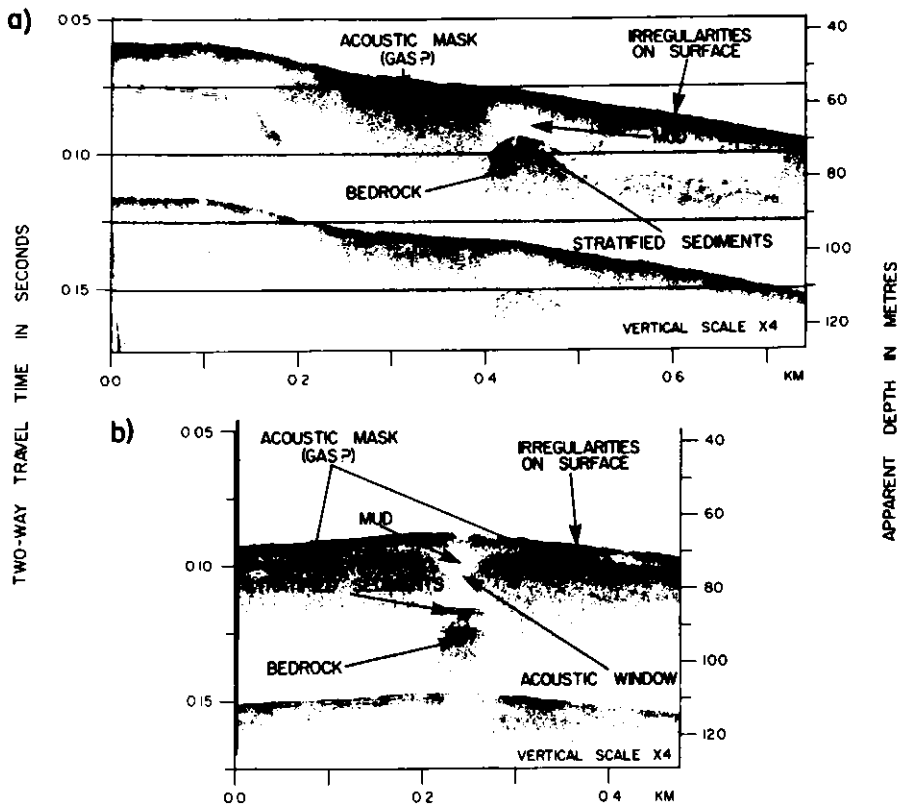 a)
0.05
0.10
0.15
ACOUSTIC MASK
(GAS?)
IRREGULARITIES
ON SURFACE
MUD
BEDROCK
STRATIFIED SEDIMENTS
VERTICAL SCALE X4
40
60
80
100
120
0.0
0.2
0.4
0.6
KM
TWO-WAY TRAVEL TIME IN SECONDS
APPARENT DEPTH IN METRES
b)
0.05
0.10
0.15
ACOUSTIC MASK
(GAS?)
MUD
IRREGULARITIES
ON SURFACE
BEDROCK
ACOUSTIC WINDOW
VERTICAL SCALE X4
40
60
80
100
120
0.0
0.2
0.4
KM